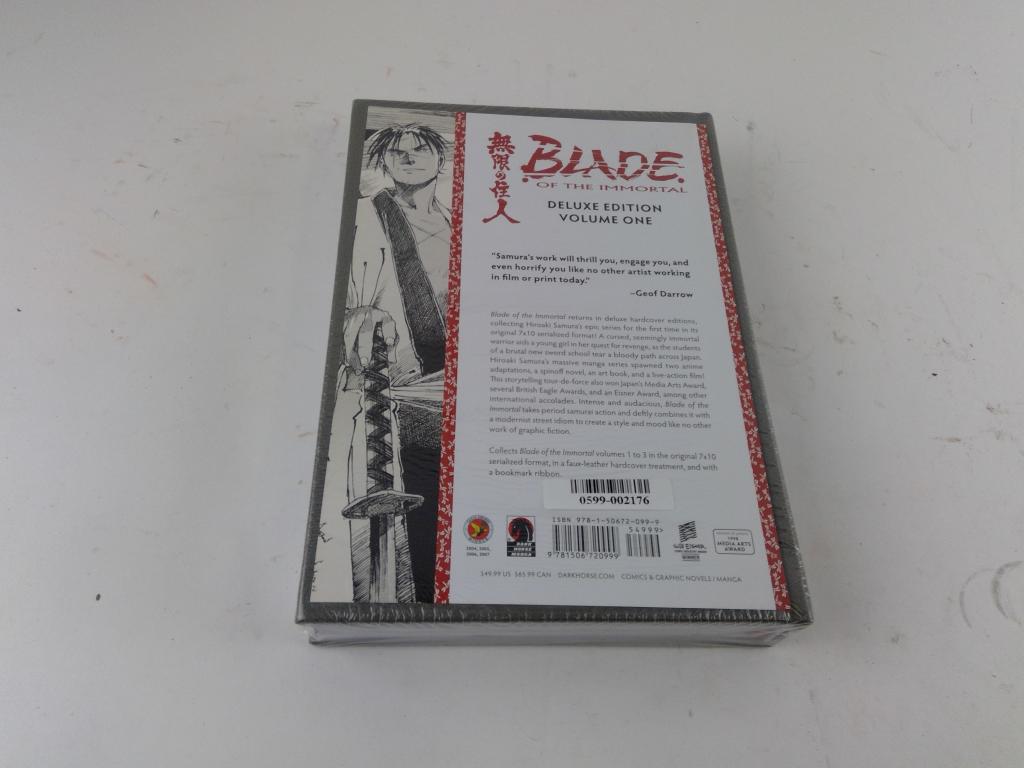 無限の住人
BLADE
OF THE IMMORTAL
DELUXE EDITION
VOLUME ONE
"Samura's work will thrill you, engage you, and
even horrify you like no other artist working
in film or print today."
–Geof Darrow
Blade of the Immortal returns in deluxe hardcover editions,
collecting Hiroaki Samura's epic series for the first time in its
original 7x10 serialized format! A cursed, seemingly immortal
warrior aids a young girl in her quest for revenge, as the students
of a brutal new sword school tear a bloody path across Japan.
Hiroaki Samura's massive manga series spawned two anime
adaptations, a spinoff novel, an art book, and a live-action film!
This storytelling tour-de-force also won Japan's Media Arts Award,
several British Eagle Awards, and an Eisner Award, among other
international accolades. Intense and audacious, Blade of the
Immortal takes period samurai action and deftly combines it with
a modernist street idiom to create a style and mood like no other
work of graphic fiction.
Collects Blade of the Immortal volumes 1 to 3 in the original 7x10
serialized format, in a faux-leather hardcover treatment, and with
a bookmark ribbon.
0599-002176
ISBN 978-1-50672-099-9
54999>
9 781506 720999
2004, 2005,
2006, 2007
DARK
HORSE
MANGA
WINNER
1998
MEDIA ARTS
AWARD
$49.99 US $65.99 CAN DARKHORSE.COM COMICS & GRAPHIC NOVELS / MANGA